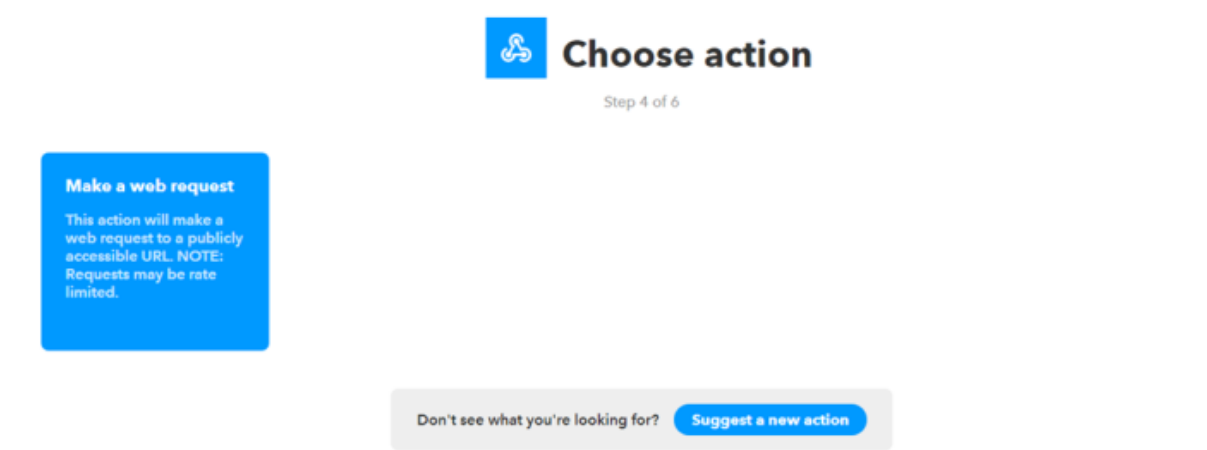 Choose action
Step 4 of 6
Make a web request
This action will make a
web request to a publicly
accessible URL. NOTE:
Requests may be rate
limited.
Don't see what you're looking for?
Suggest a new action